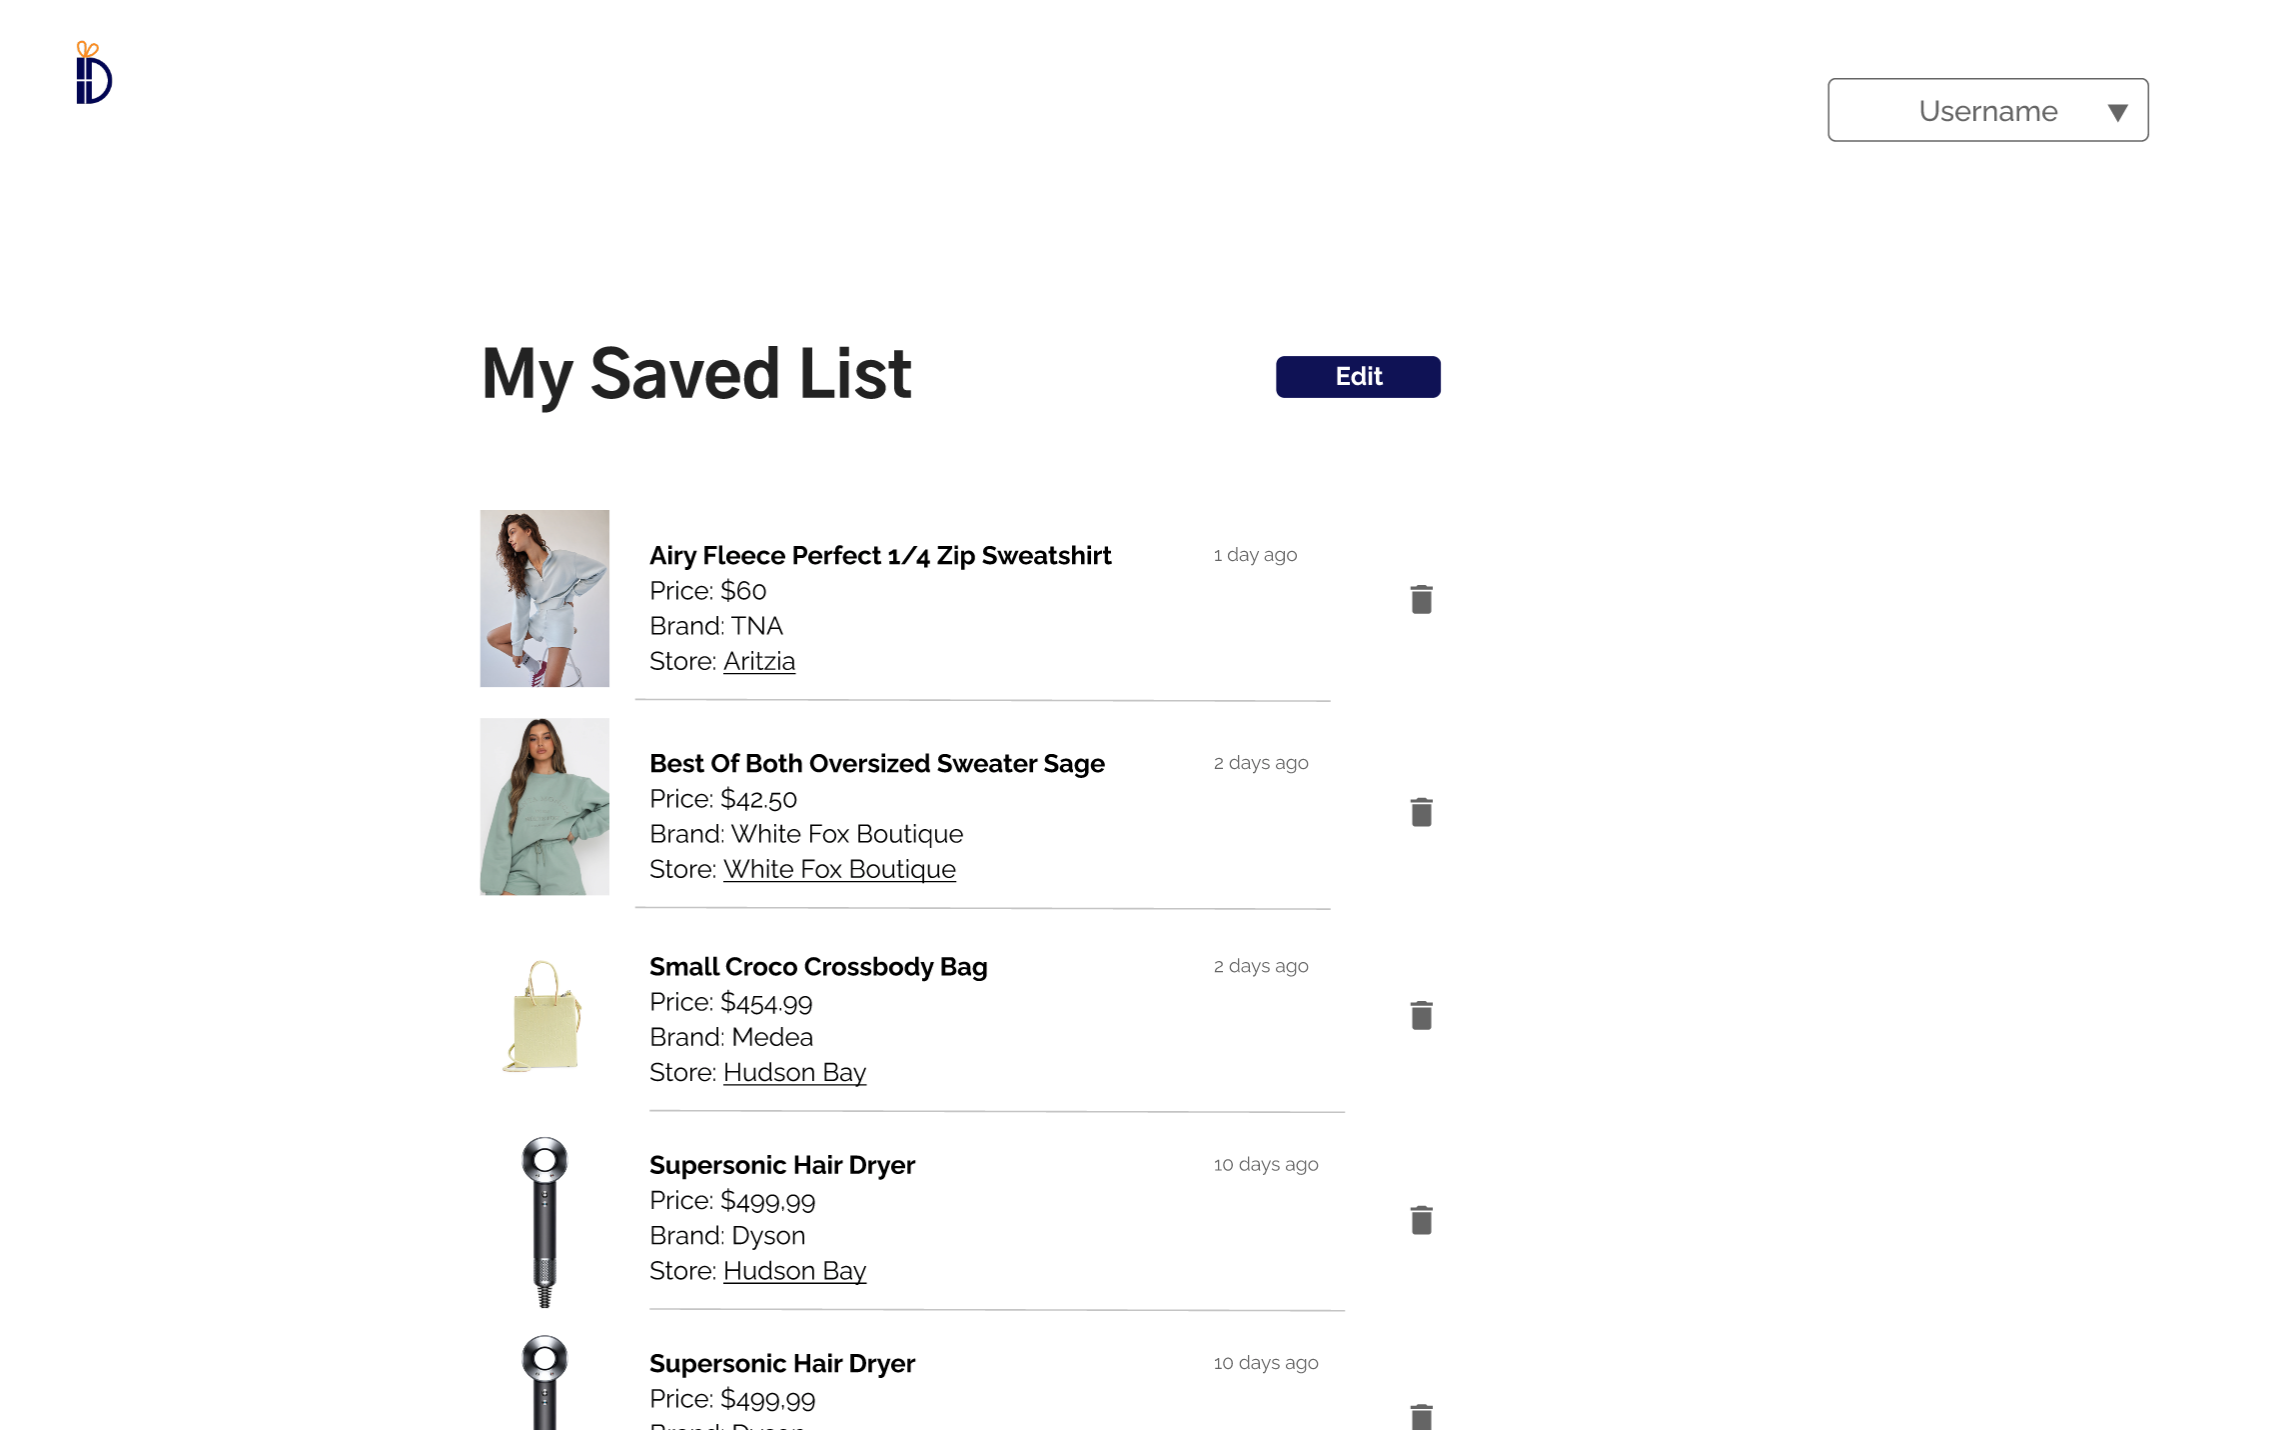 Username
My Saved List
Edit
Airy Fleece Perfect 1/4 Zip Sweatshirt
1 day ago
Price: $60
Brand: TNA
Store: Aritzia
Best Of Both Oversized Sweater Sage
2 days ago
Price: $42.50
Brand: White Fox Boutique
Store: White Fox Boutique
Small Croco Crossbody Bag
2 days ago
Price: $454.99
Brand: Medea
Store: Hudson Bay
Supersonic Hair Dryer
10 days ago
Price: $499,99
Brand: Dyson
Store: Hudson Bay
Supersonic Hair Dryer
10 days ago
Price: $499,99
Brand: Dyson